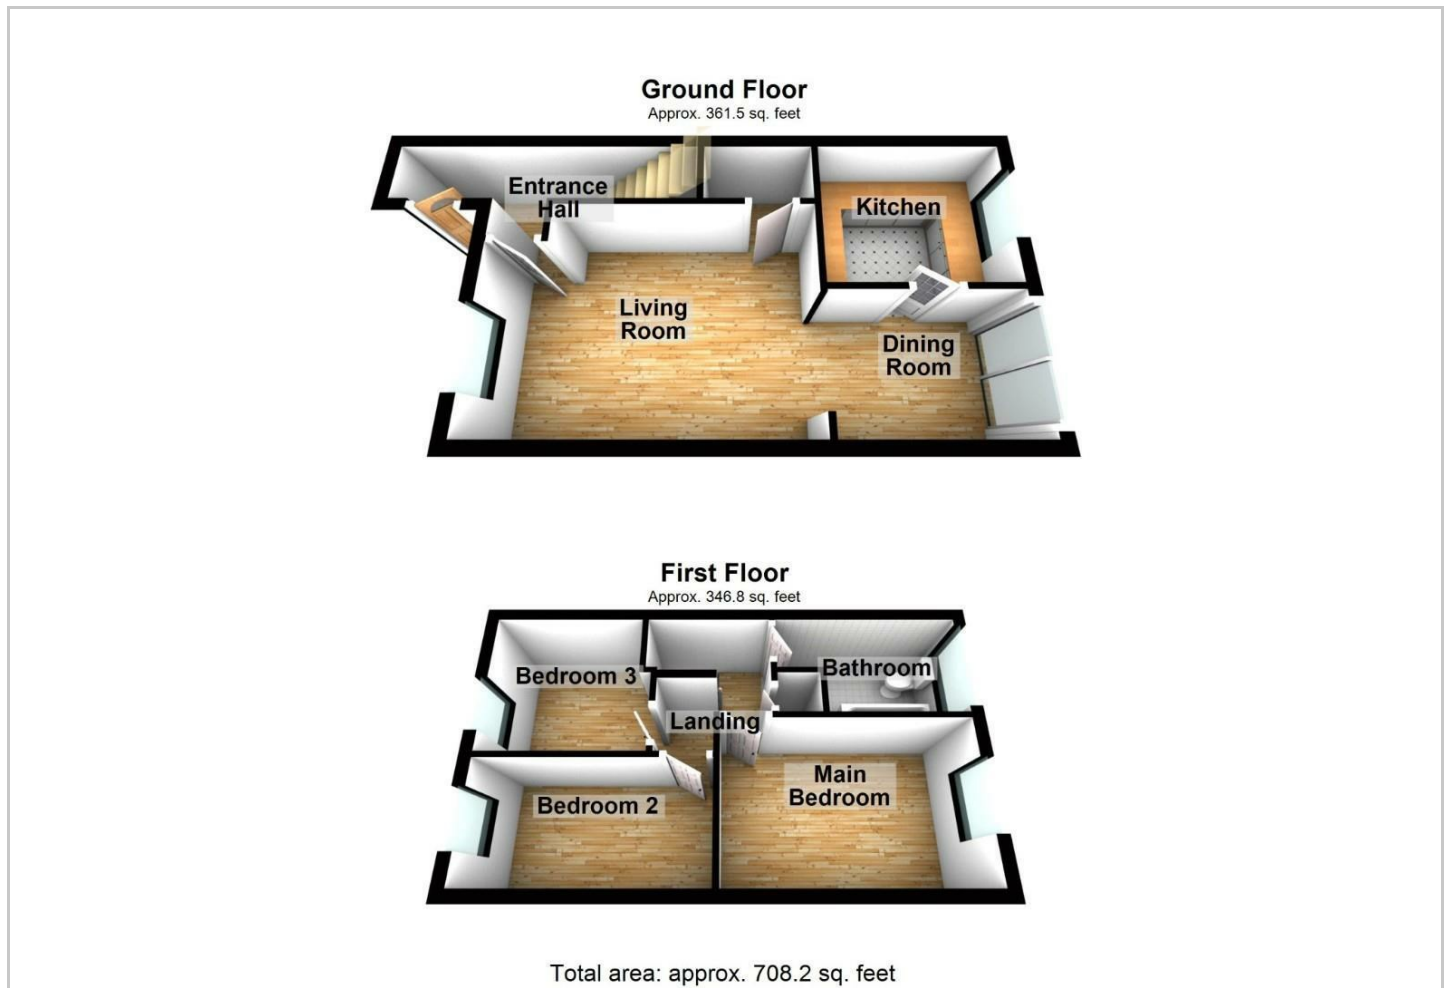 Ground Floor
Approx. 361.5 sq. feet
Entrance
Hall
Kitchen
Living
Room
Dining
Room
First Floor
Approx. 346.8 sq. feet
Bedroom 3
Bathroom
Landing
Main
Bedroom
Bedroom 2
Total area: approx. 708.2 sq. feet